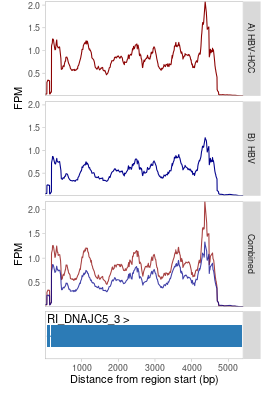 2.0
1.5
1.0
0.5
FPM
A) HBV-HCC
2.0
1.5
1.0
0.5
B) HBV
2.0
1.5
1.0
0.5
FPM
Combined
RI_DNAJC5_3 >
1000 2000 3000 4000 5000
Distance from region start (bp)